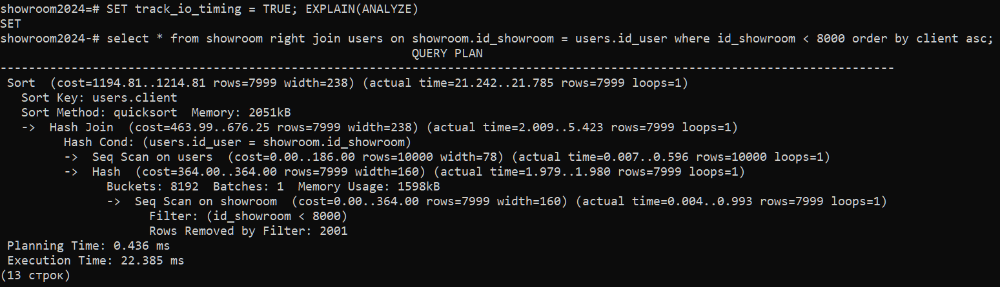 showroom2024=# SET track_io_timing = TRUE; EXPLAIN(ANALYZE)
SET
showroom2024-# select * from showroom right join users on showroom.id_showroom = users.id_user where id_showroom < 8000 order by client asc;
QUERY PLAN
------------------------------------------------------------------------------------------------------------------------------
Sort  (cost=1194.81..1214.81 rows=7999 width=238) (actual time=21.242..21.785 rows=7999 loops=1)
Sort Key: users.client
Sort Method: quicksort  Memory: 2051kB
->  Hash Join  (cost=463.99..676.25 rows=7999 width=238) (actual time=2.009..5.423 rows=7999 loops=1)
Hash Cond: (users.id_user = showroom.id_showroom)
->  Seq Scan on users  (cost=0.00..186.00 rows=10000 width=78) (actual time=0.007..0.596 rows=10000 loops=1)
->  Hash  (cost=364.00..364.00 rows=7999 width=160) (actual time=1.979..1.980 rows=7999 loops=1)
Buckets: 8192  Batches: 1  Memory Usage: 1598kB
->  Seq Scan on showroom  (cost=0.00..364.00 rows=7999 width=160) (actual time=0.004..0.993 rows=7999 loops=1)
Filter: (id_showroom < 8000)
Rows Removed by Filter: 2001
Planning Time: 0.436 ms
Execution Time: 22.385 ms
(13 строк)